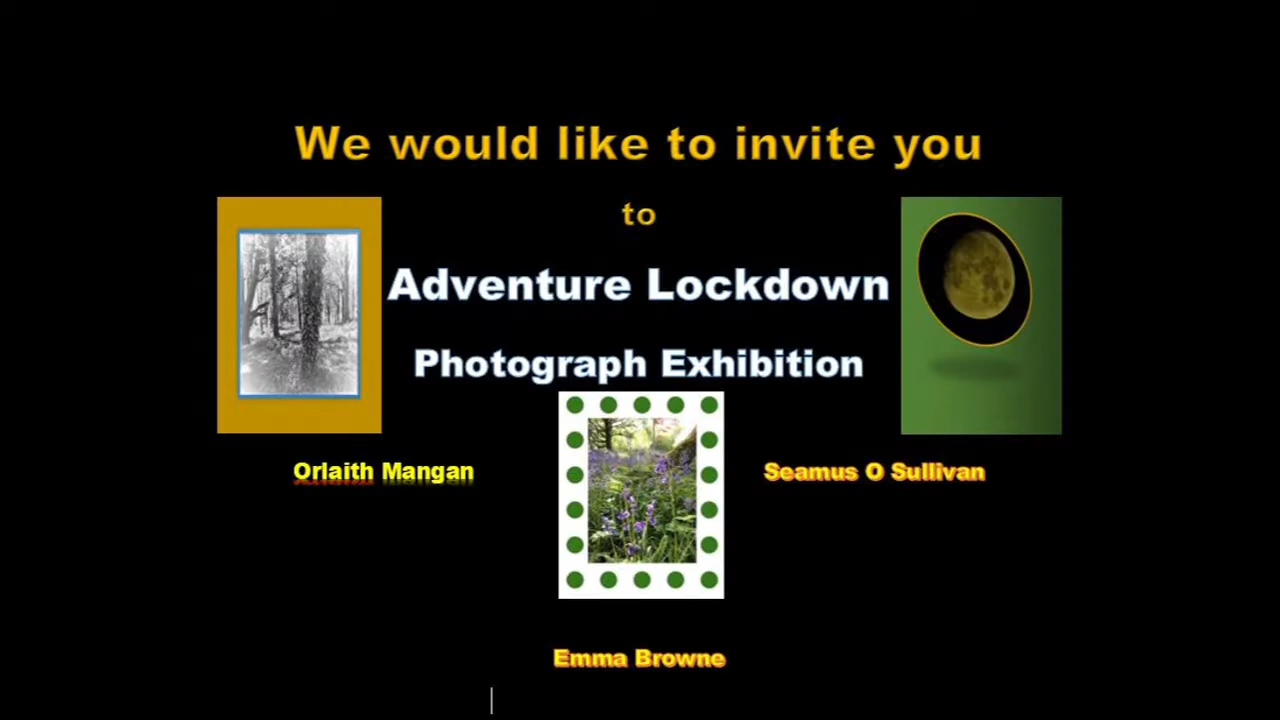 We would like to invite you
to
Adventure Lockdown
Photograph Exhibition
Orlaith Mangan
Seamus O Sullivan
Emma Browne